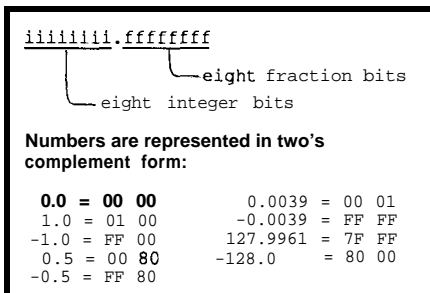 iiiiiiii.ffffffff
eight fraction bits
eight integer bits
Numbers are represented in two's
complement form:
0.0 = 00 00
1.0 = 01 00
-1.0 = FF 00
0.5 = 00 80
-0.5 = FF 80
0.0039 = 00 01
-0.0039 = FF FF
127.9961 = 7F FF
-128.0 = 80 00